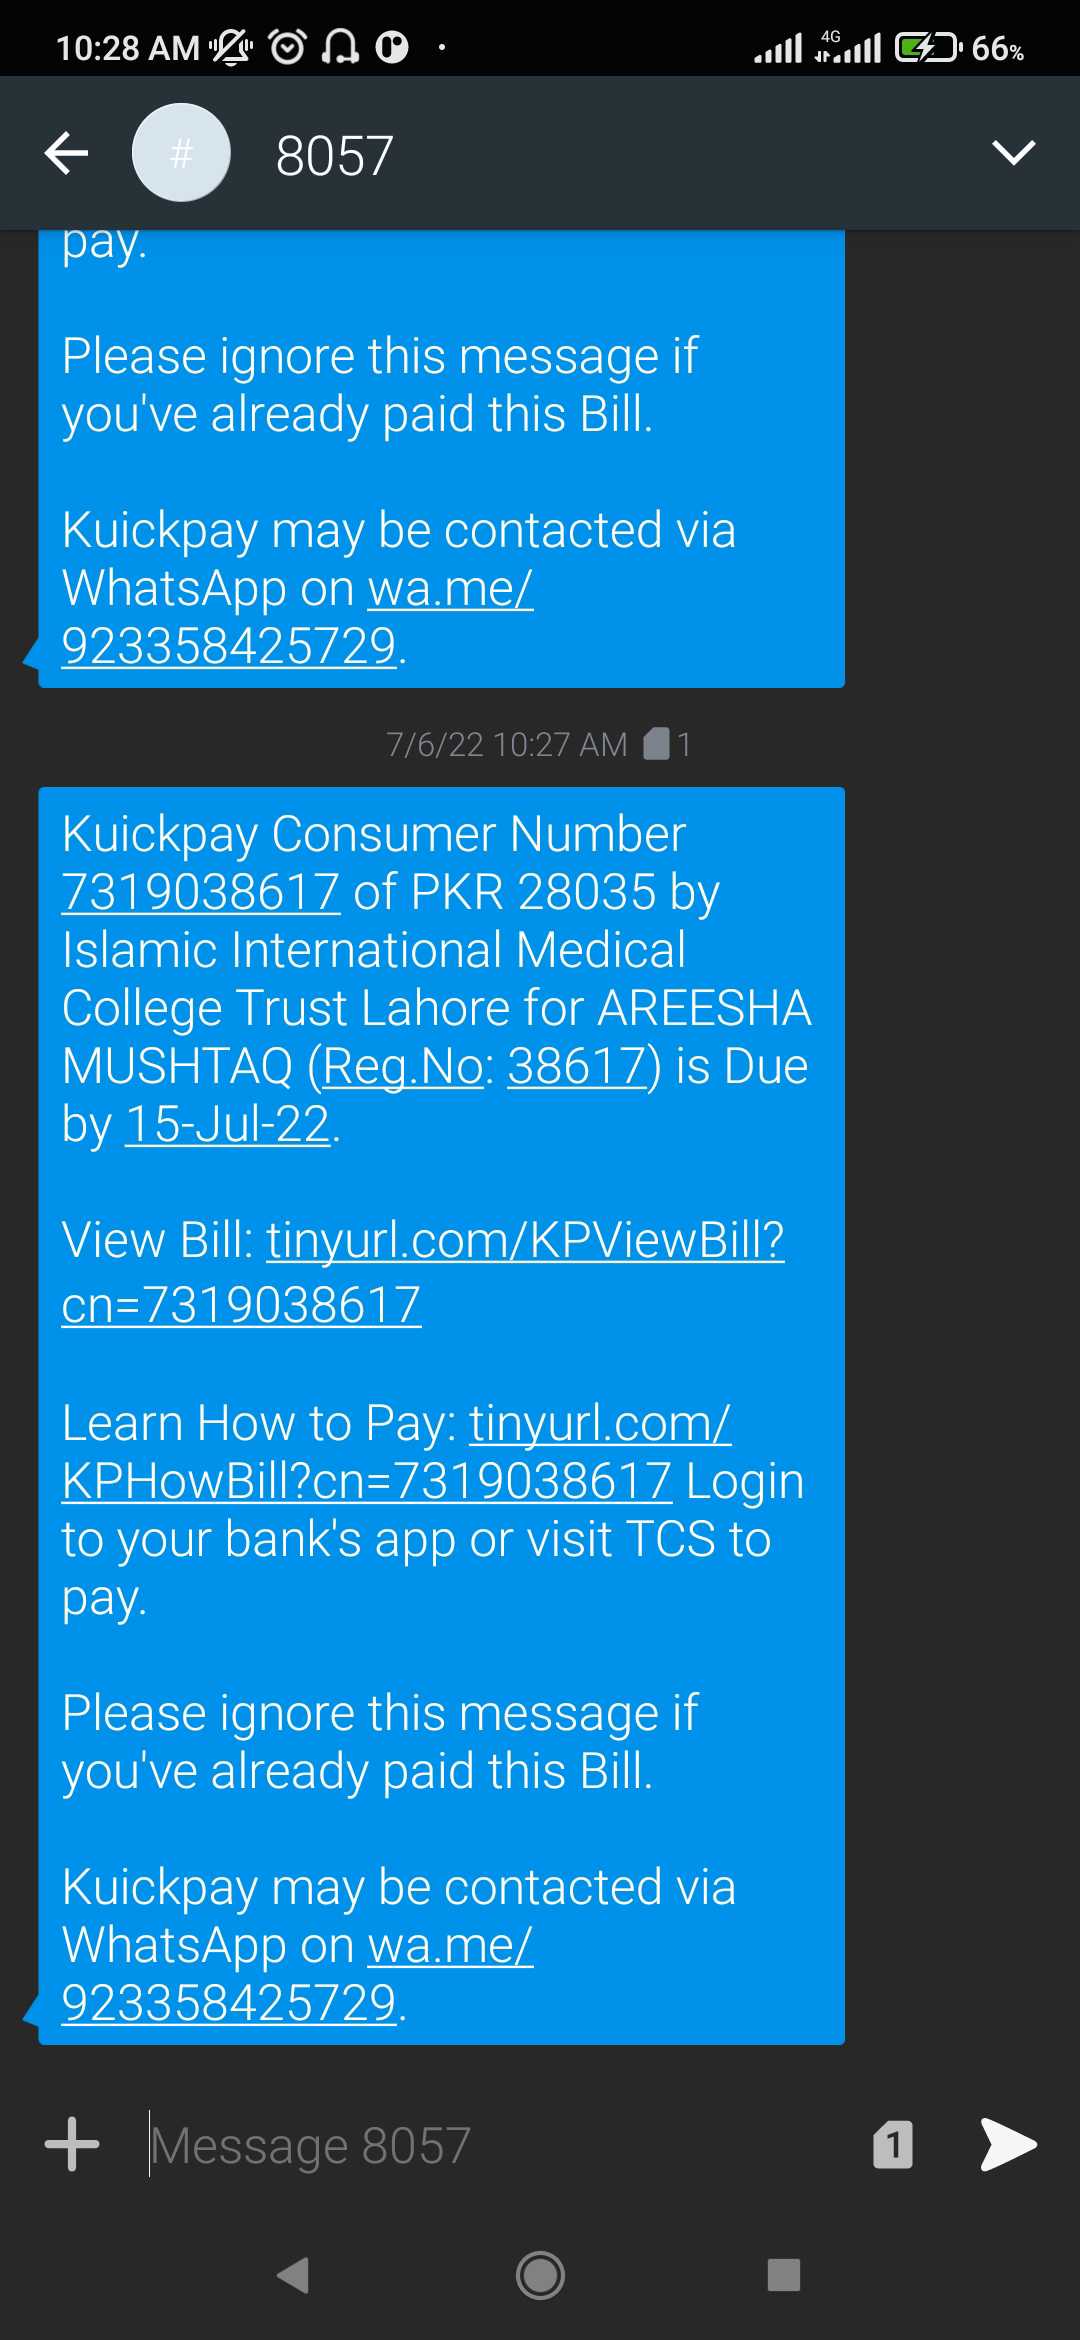 10:28 AM
4G
66%
#
8057
pay.
Please ignore this message if
you've already paid this Bill.
Kuickpay may be contacted via
WhatsApp on wa.me/
923358425729.
7/6/22 10:27 AM 1
Kuickpay Consumer Number
7319038617 of PKR 28035 by
Islamic International Medical
College Trust Lahore for AREESHA
MUSHTAQ (Reg.No: 38617) is Due
by 15-Jul-22.
View Bill: tinyurl.com/KPViewBill?
cn=7319038617
Learn How to Pay: tinyurl.com/
KPHowBill?cn=7319038617 Login
to your bank's app or visit TCS to
pay.
Please ignore this message if
you've already paid this Bill.
Kuickpay may be contacted via
WhatsApp on wa.me/
923358425729.
Message 8057
1